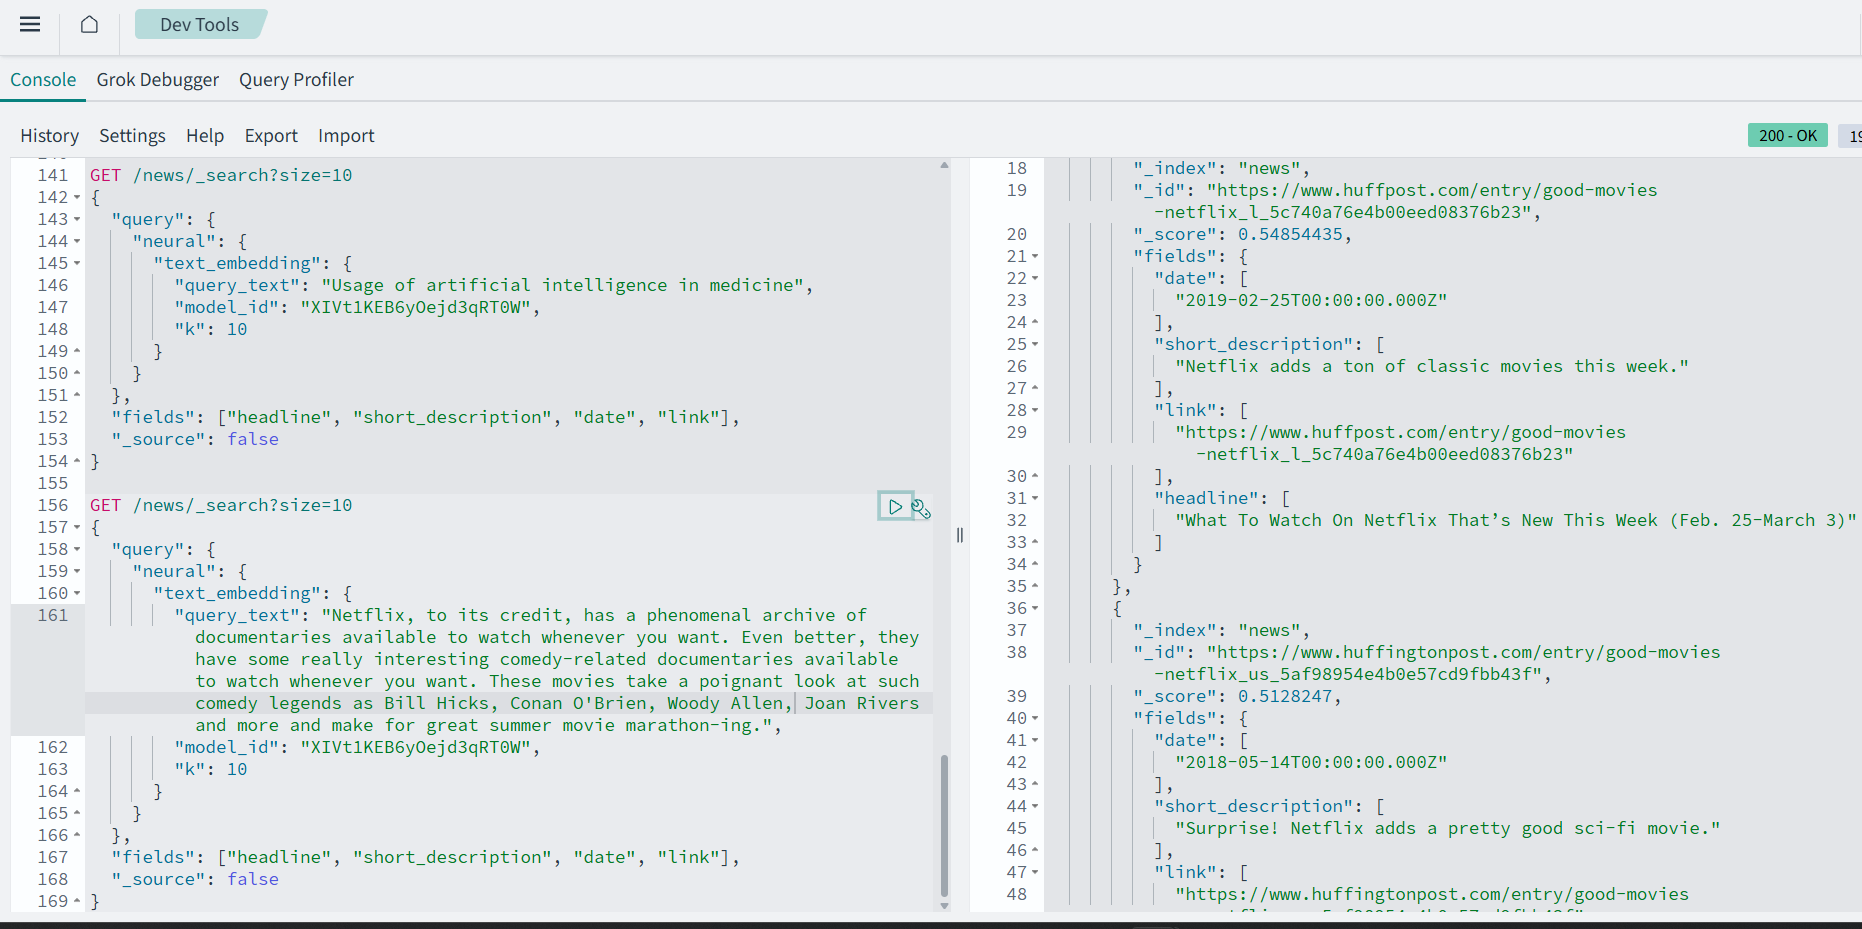 Dev Tools
Console Grok Debugger Query Profiler
History Settings Help Export Import
200 - OK
141 GET /news/_search?size=10
142 {
143 "query": {
144 "neural": {
145 "text_embedding": {
146 "query_text": "Usage of artificial intelligence in medicine",
147 "model_id": "XIVt1KEB6yOejd3qRT0W",
148 "k": 10
149 }
150 }
151 },
152 "fields": ["headline", "short_description", "date", "link"],
153 "_source": false
154 }
155
156 GET /news/_search?size=10
157 {
158 "query": {
159 "neural": {
160 "text_embedding": {
161 "query_text": "Netflix, to its credit, has a phenomenal archive of
documentaries available to watch whenever you want. Even better, they
have some really interesting comedy-related documentaries available
to watch whenever you want. These movies take a poignant look at such
comedy legends as Bill Hicks, Conan O'Brien, Woody Allen, Joan Rivers
and more and make for great summer movie marathon-ing.",
162 "model_id": "XIVt1KEB6yOejd3qRT0W",
163 "k": 10
164 }
165 }
166 },
167 "fields": ["headline", "short_description", "date", "link"],
168 "_source": false
169 }
18 "_index": "news",
19 "_id": "https://www.huffpost.com/entry/good-movies
-netflix_l_5c740a76e4b00eed08376b23",
20 "_score": 0.54854435,
21 "fields": {
22 "date": [
23 "2019-02-25T00:00:00.000Z"
24 ],
25 "short_description": [
26 "Netflix adds a ton of classic movies this week."
27 ],
28 "link": [
29 "https://www.huffpost.com/entry/good-movies
-netflix_l_5c740a76e4b00eed08376b23"
30 ],
31 "headline": [
32 "What To Watch On Netflix That’s New This Week (Feb. 25-March 3)"
33 ]
34 }
35 },
36 {
37 "_index": "news",
38 "_id": "https://www.huffingtonpost.com/entry/good-movies
-netflix_us_5af98954e4b0e57cd9fbb43f",
39 "_score": 0.5128247,
40 "fields": {
41 "date": [
42 "2018-05-14T00:00:00.000Z"
43 ],
44 "short_description": [
45 "Surprise! Netflix adds a pretty good sci-fi movie."
46 ],
47 "link": [
48 "https://www.huffingtonpost.com/entry/good-movies